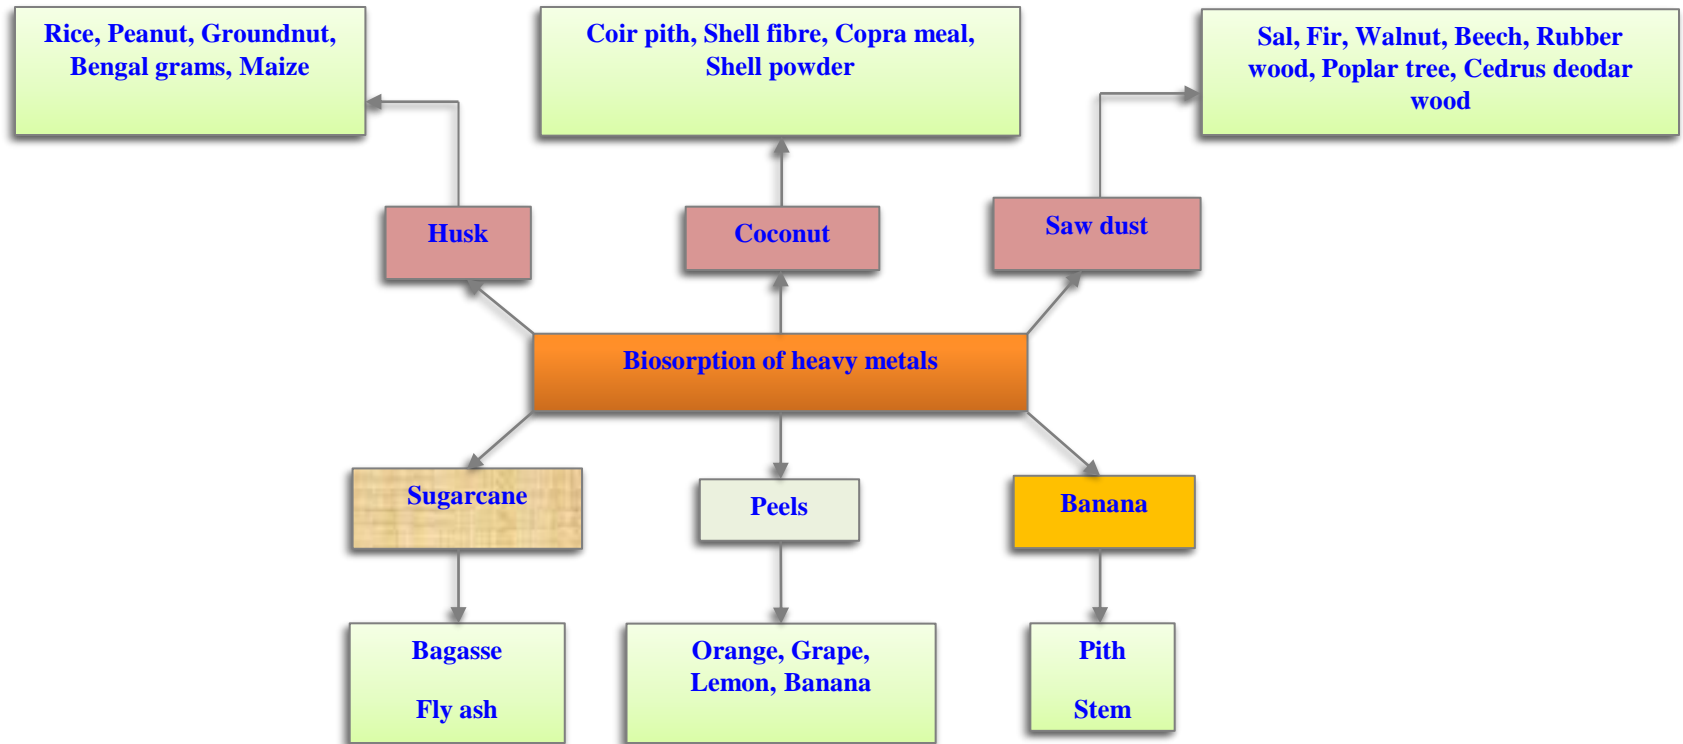 Rice, Peanut, Groundnut,
Bengal grams, Maize
Coir pith, Shell fibre, Copra meal,
Shell powder
Sal, Fir, Walnut, Beech, Rubber
wood, Poplar tree, Cedrus deodar
wood
Husk
Coconut
Saw dust
Biosorption of heavy metals
Sugarcane
Peels
Banana
Bagasse
Fly ash
Orange, Grape,
Lemon, Banana
Pith
Stem